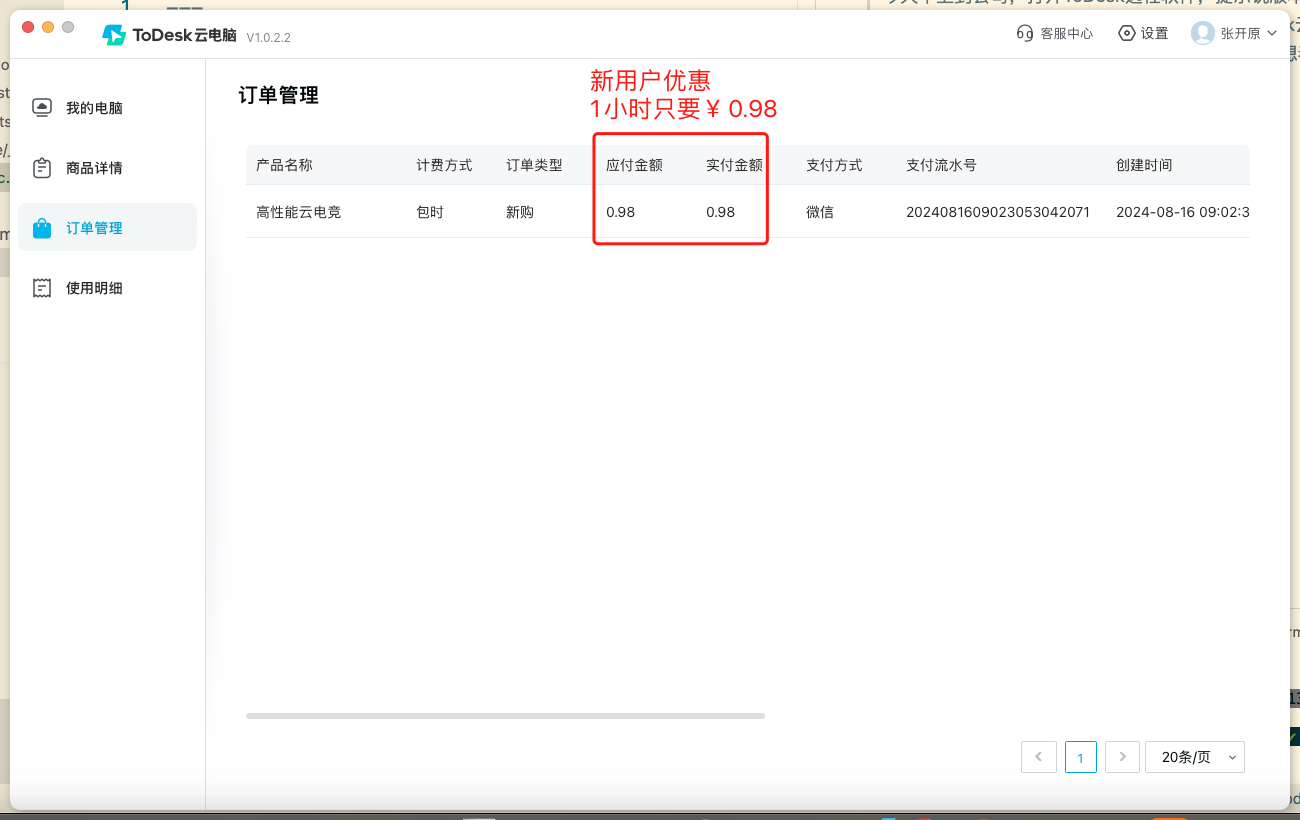 ToDesk云电脑 V1.0.2.2
客服中心
设置
张开原
我的电脑
商品详情
订单管理
使用明细
订单管理
新用户优惠
1小时只要￥ 0.98
产品名称 计费方式 订单类型 应付金额 实付金额 支付方式 支付流水号 创建时间
高性能云电竞 包时 新购 0.98 0.98 微信 2024081609023053042071 2024-08-16 09:02:3
1
20条/页